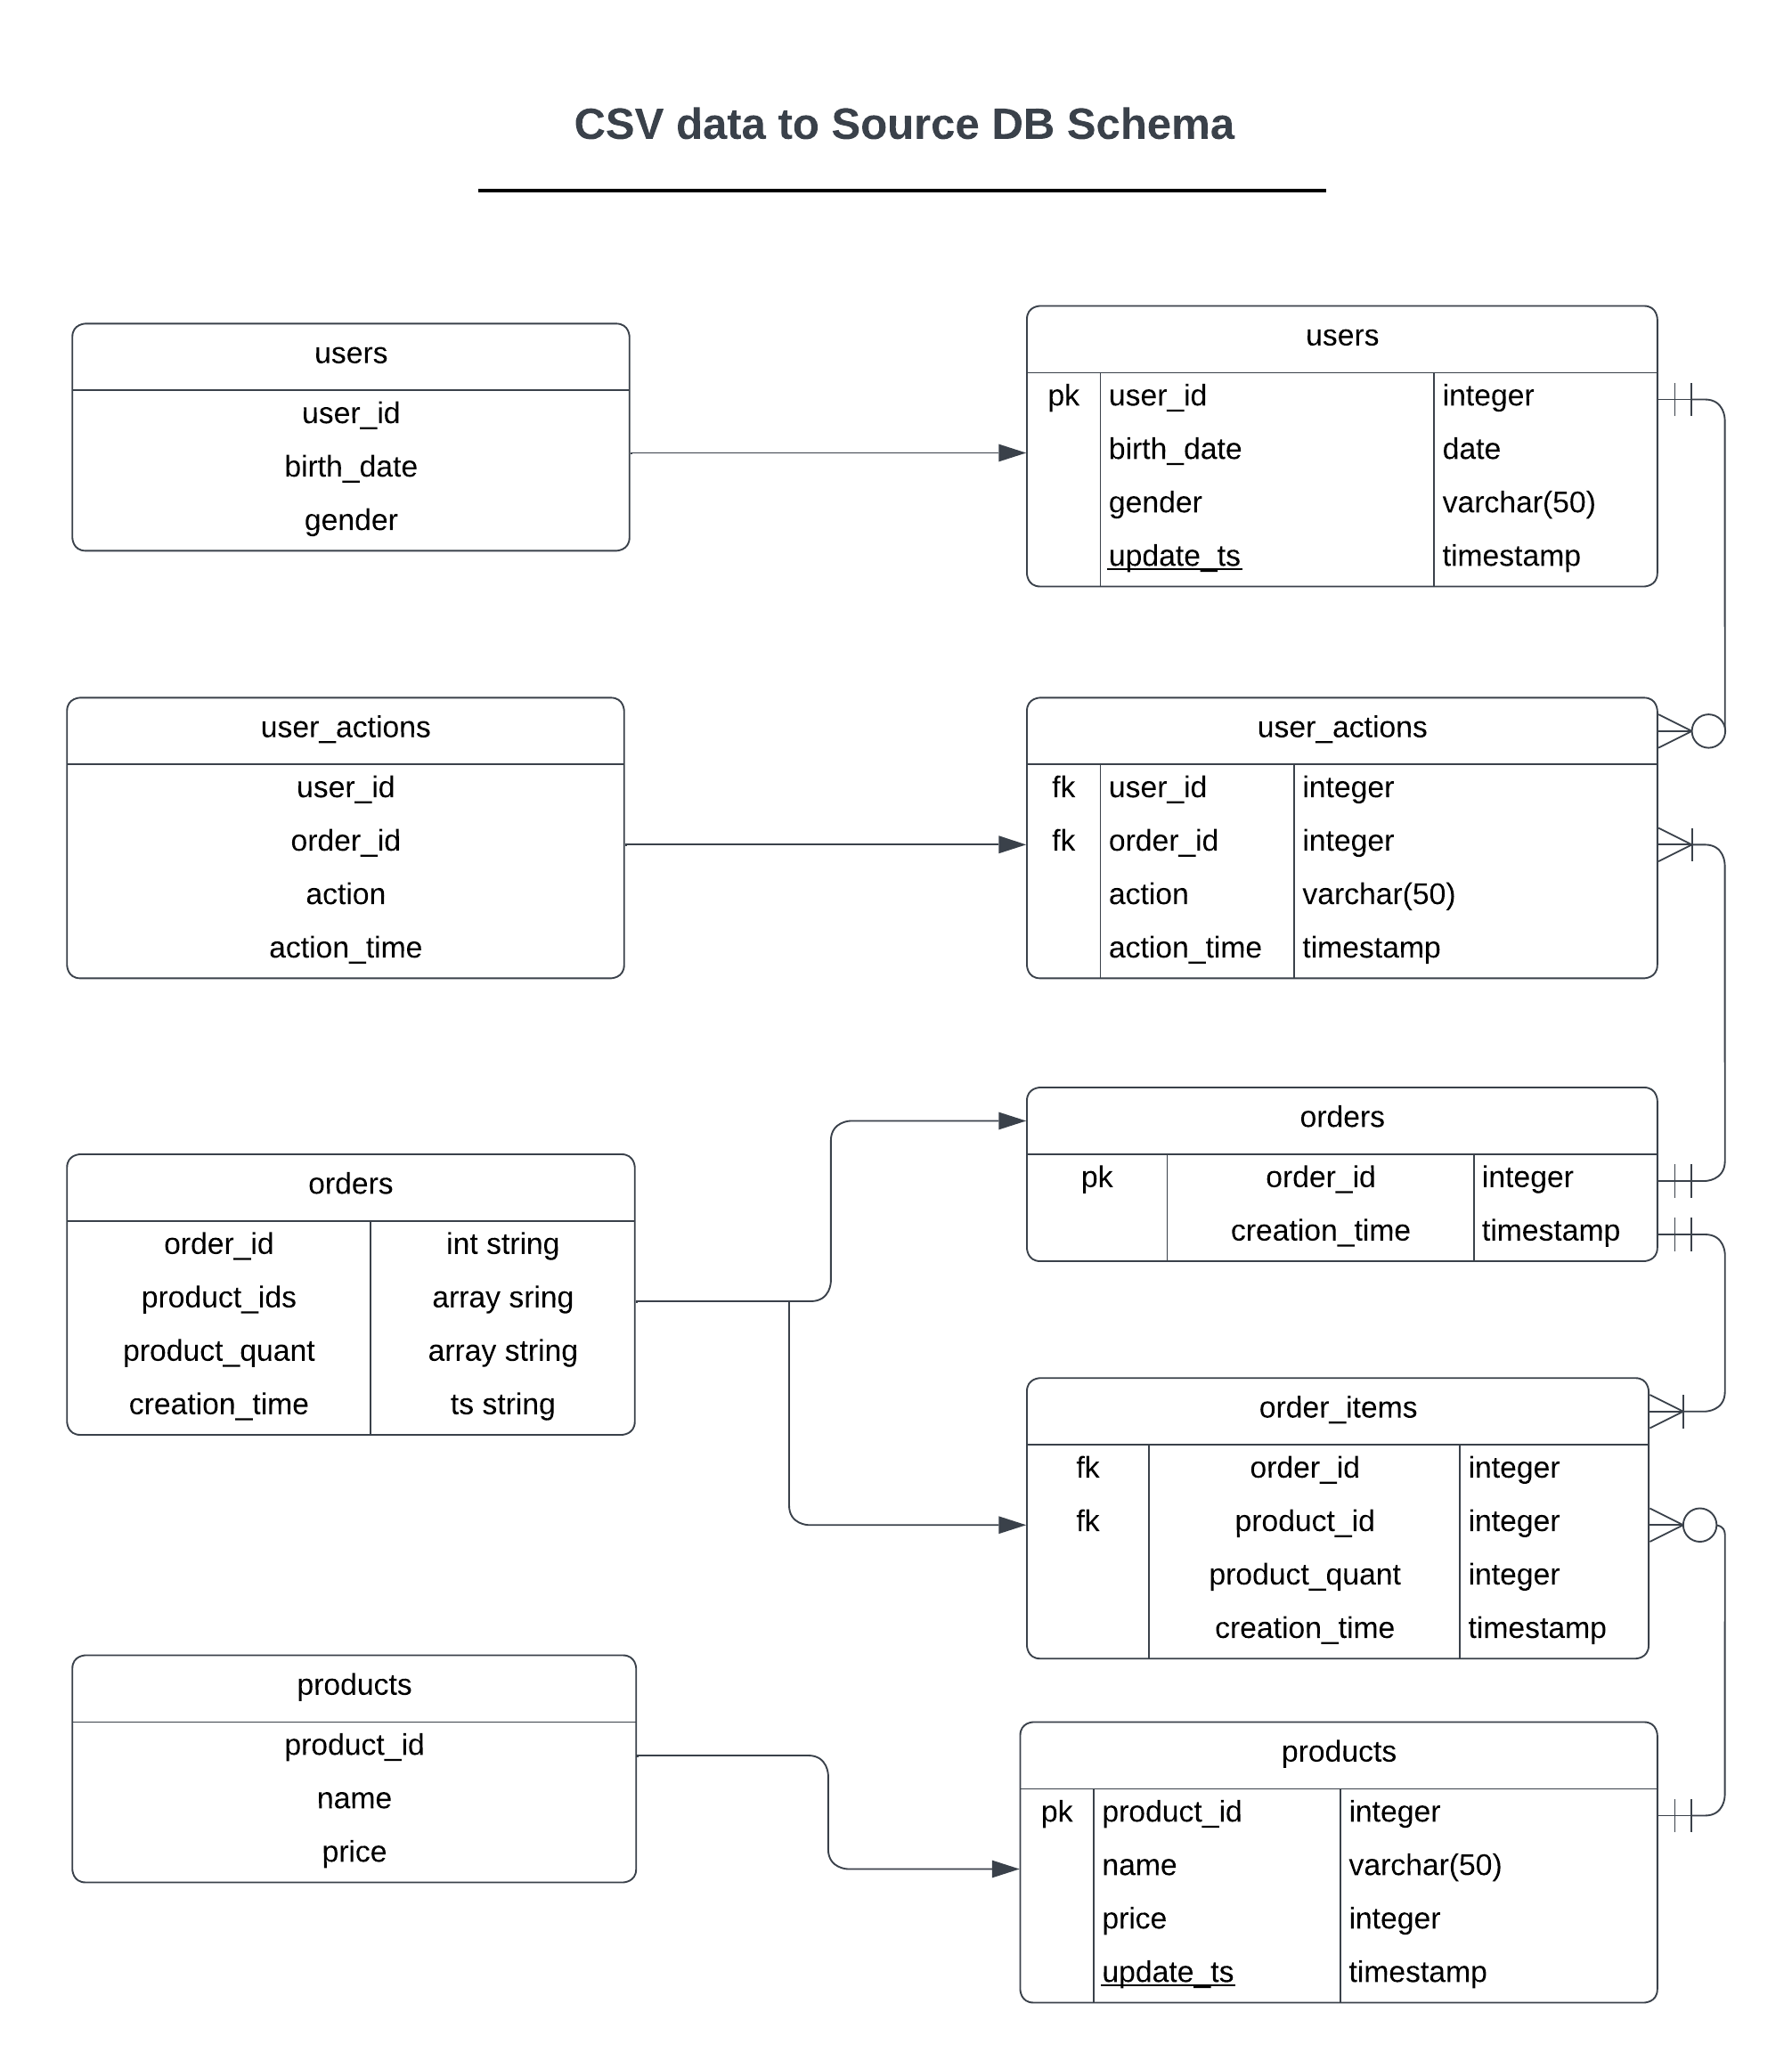 CSV data to Source DB Schema
users
user_id
birth_date
gender
users
pk user_id integer
birth_date date
gender varchar(50)
update_ts timestamp
user_actions
user_id
order_id
action
action_time
user_actions
fk user_id integer
fk order_id integer
action varchar(50)
action_time timestamp
orders
order_id int string
product_ids array sring
product_quant array string
creation_time ts string
orders
pk order_id integer
creation_time timestamp
order_items
fk order_id integer
fk product_id integer
product_quant integer
creation_time timestamp
products
product_id
name
price
products
pk product_id integer
name varchar(50)
price integer
update_ts timestamp